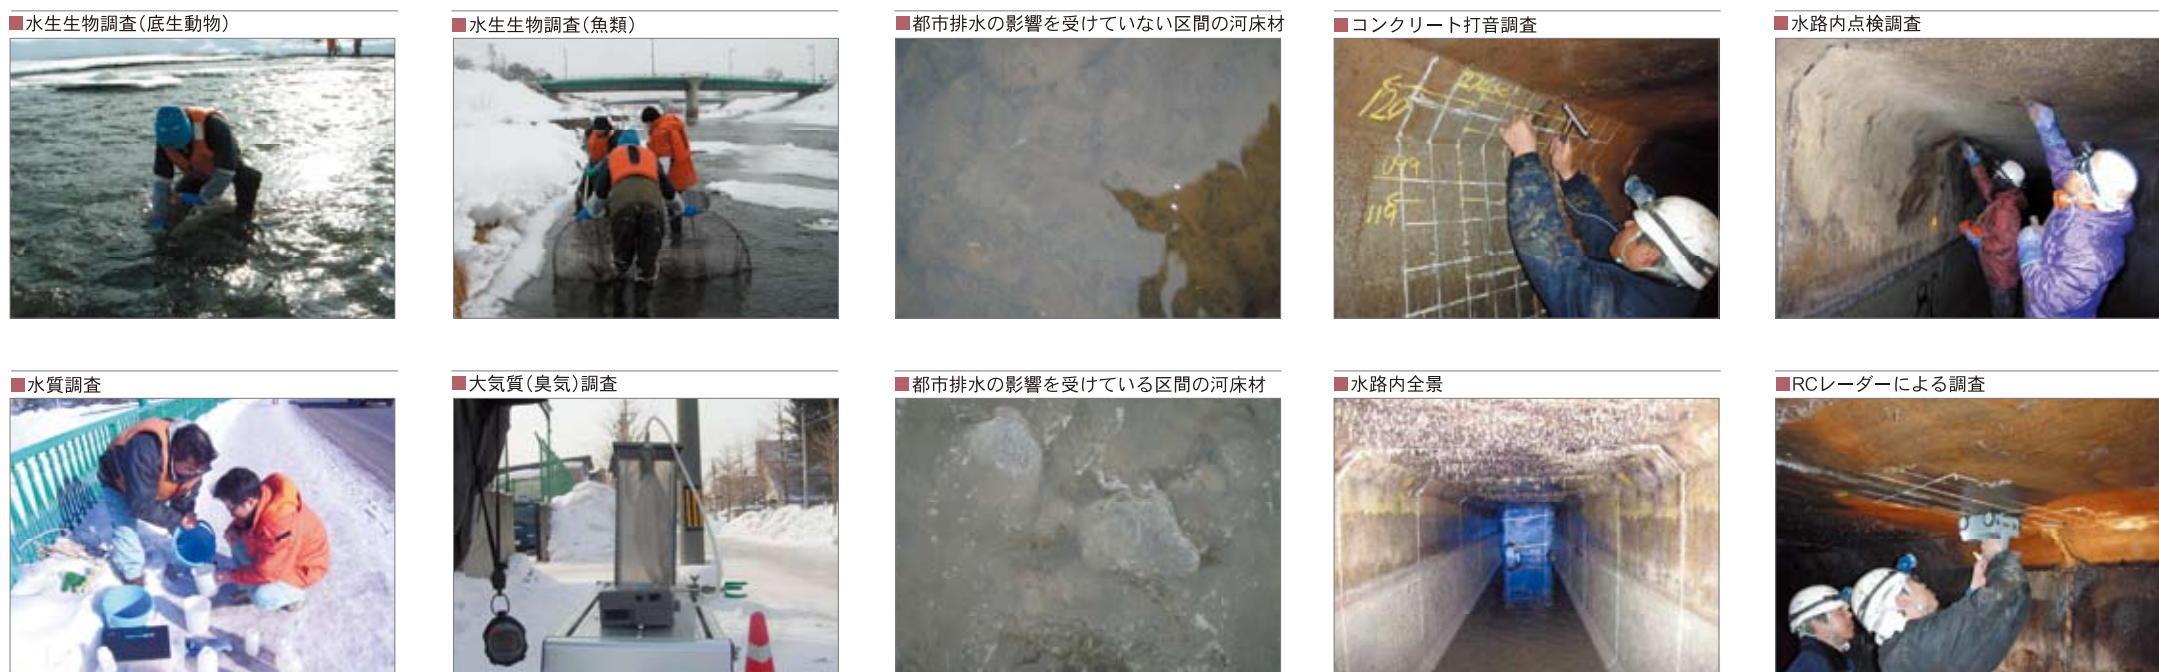 ■水生生物調査(底生動物)
■水生生物調査(魚類)
■都市排水の影響を受けていない区間の河床材
■コンクリート打音調査
■水路内点検調査
120
099
119
■水質調査
■大気質(臭気)調査
■都市排水の影響を受けている区間の河床材
■水路内全景
■RCレーダーによる調査